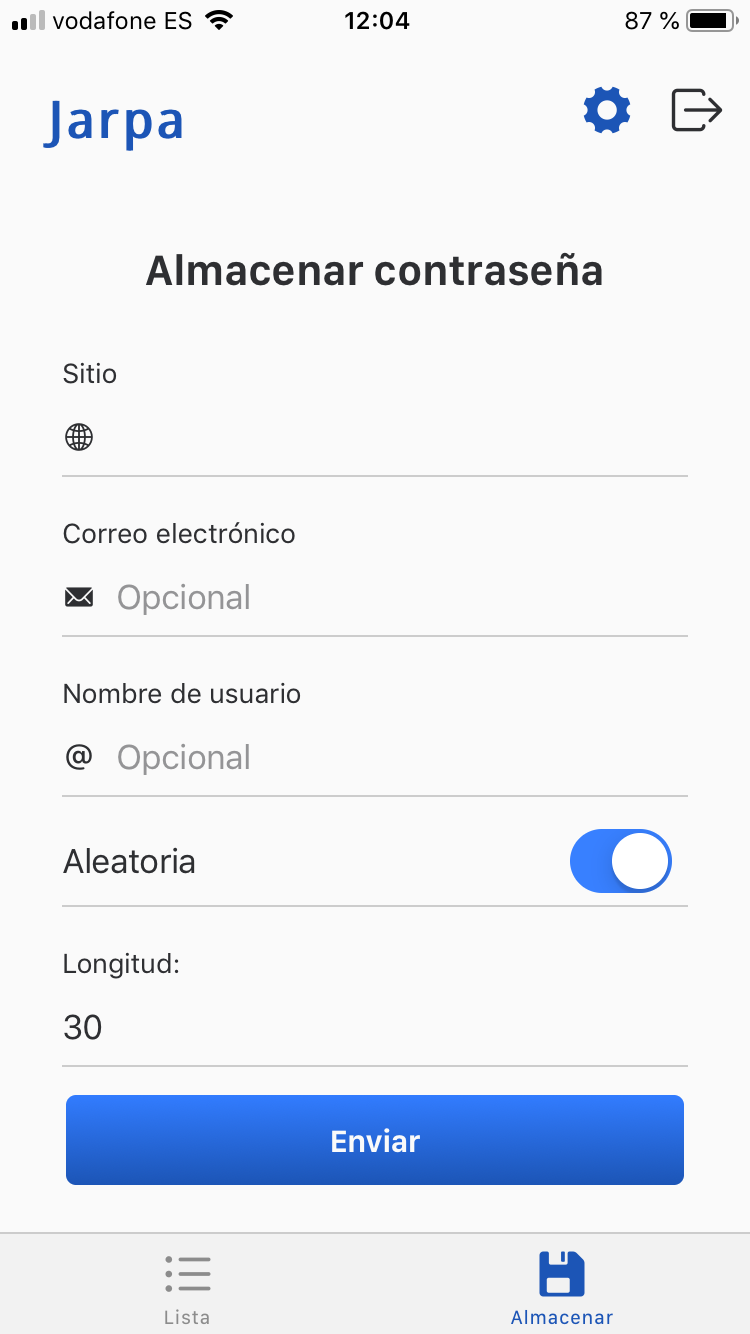 vodafone ES 12:04 87 %
Jarpa
Almacenar contraseña
Sitio
Correo electrónico
Opcional
Nombre de usuario
@ Opcional
Aleatoria
Longitud:
30
Enviar
Lista Almacenar